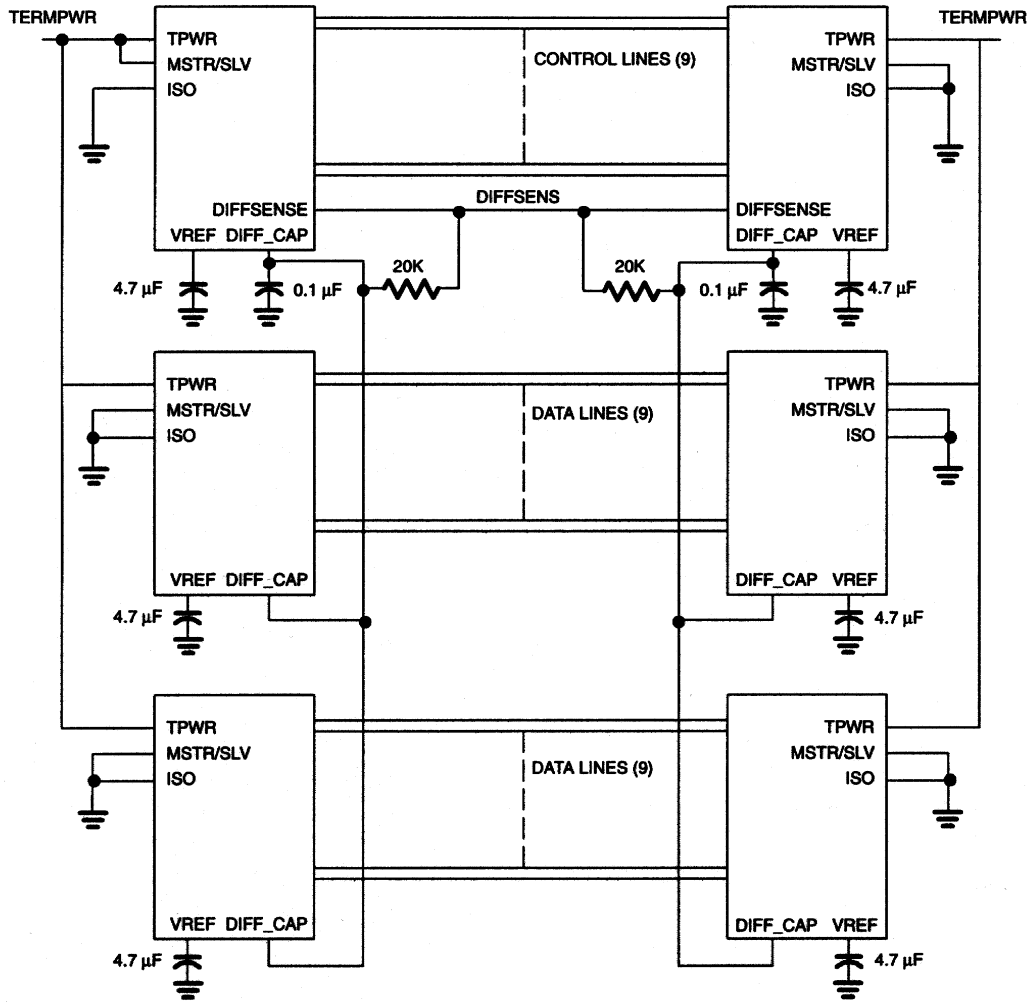 TERMPWR TERMPWR
TPWR TPWR
MSTR/SLV CONTROL LINES (9) MSTR/SLV
ISO ISO
DIFFSENS
DIFFSENSE DIFFSENSE
VREF DIFF_CAP DIFF_CAP VREF
20K 20K
4.7 µF 0.1 µF 0.1 µF 4.7 µF
TPWR TPWR
MSTR/SLV DATA LINES (9) MSTR/SLV
ISO ISO
VREF DIFF_CAP DIFF_CAP VREF
4.7 µF 4.7 µF
TPWR TPWR
MSTR/SLV DATA LINES (9) MSTR/SLV
ISO ISO
VREF DIFF_CAP DIFF_CAP VREF
4.7 µF 4.7 µF